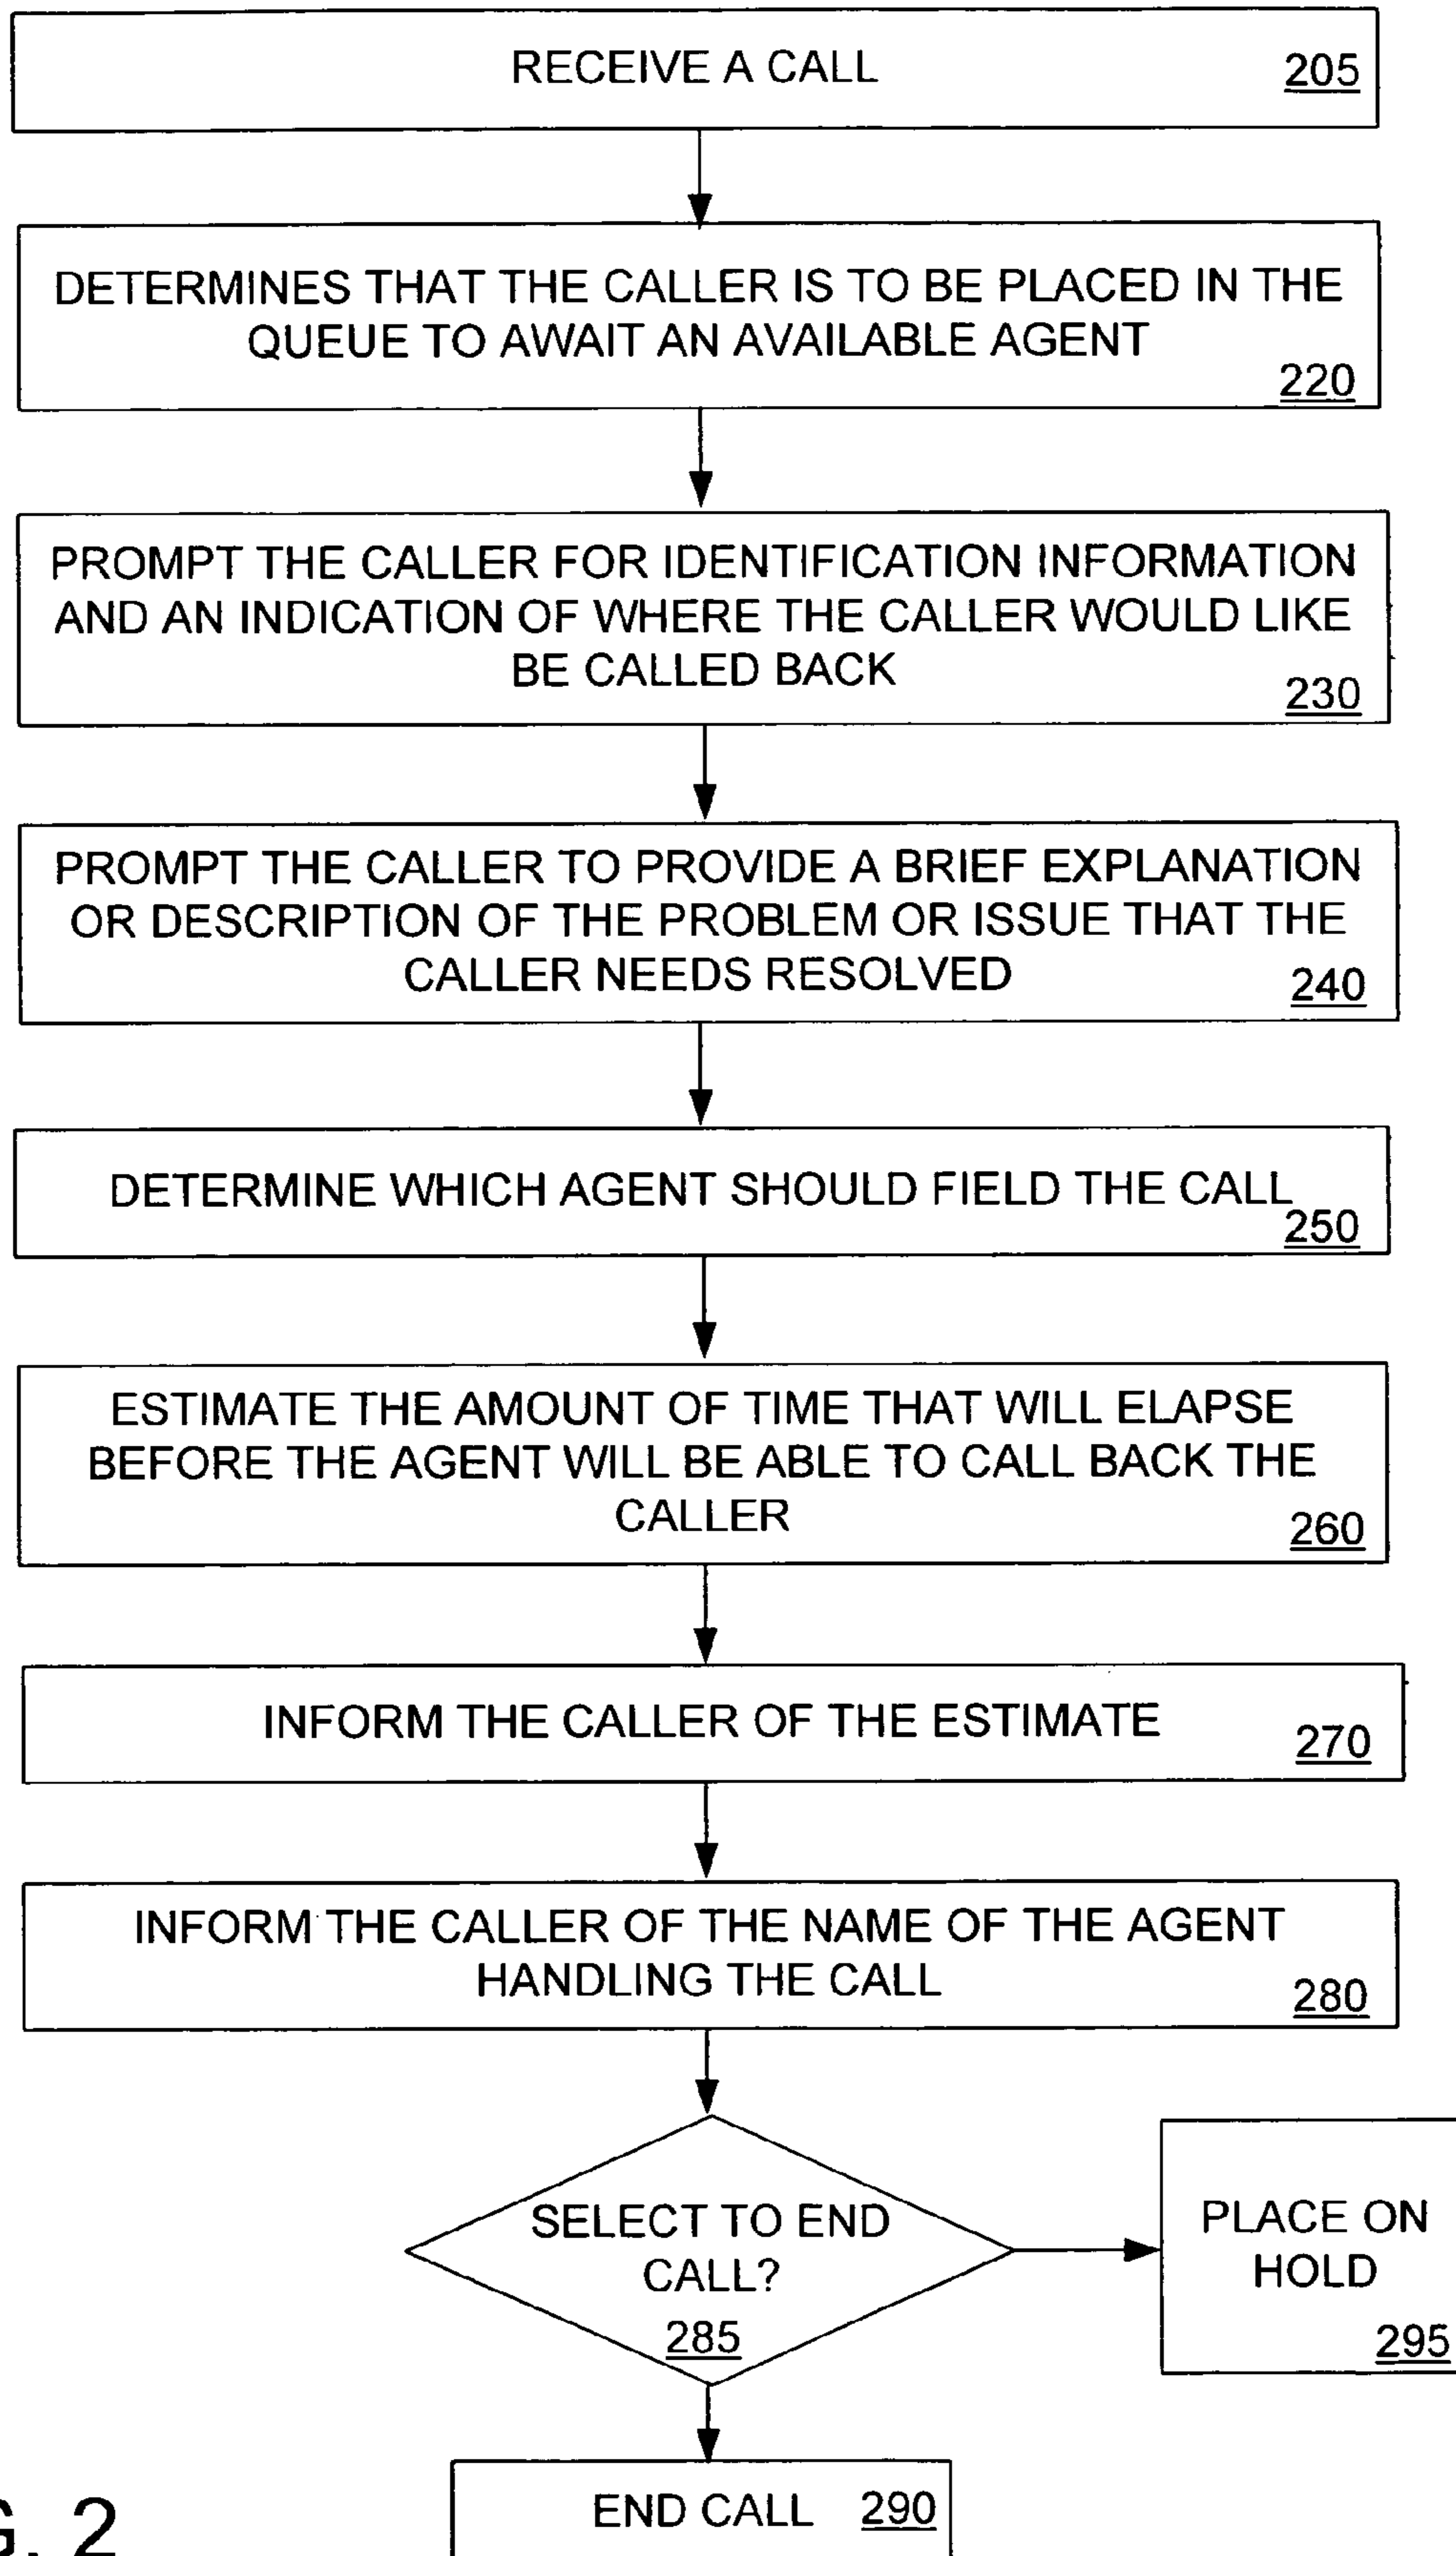 RECEIVE A CALL 205
DETERMINES THAT THE CALLER IS TO BE PLACED IN THE
QUEUE TO AWAIT AN AVAILABLE AGENT
220
PROMPT THE CALLER FOR IDENTIFICATION INFORMATION
AND AN INDICATION OF WHERE THE CALLER WOULD LIKE
BE CALLED BACK
230
PROMPT THE CALLER TO PROVIDE A BRIEF EXPLANATION
OR DESCRIPTION OF THE PROBLEM OR ISSUE THAT THE
CALLER NEEDS RESOLVED
240
DETERMINE WHICH AGENT SHOULD FIELD THE CALL
250
ESTIMATE THE AMOUNT OF TIME THAT WILL ELAPSE
BEFORE THE AGENT WILL BE ABLE TO CALL BACK THE
CALLER
260
INFORM THE CALLER OF THE ESTIMATE
270
INFORM THE CALLER OF THE NAME OF THE AGENT
HANDLING THE CALL
280
SELECT TO END
CALL?
285
PLACE ON
HOLD
295
END CALL 290
G. 2